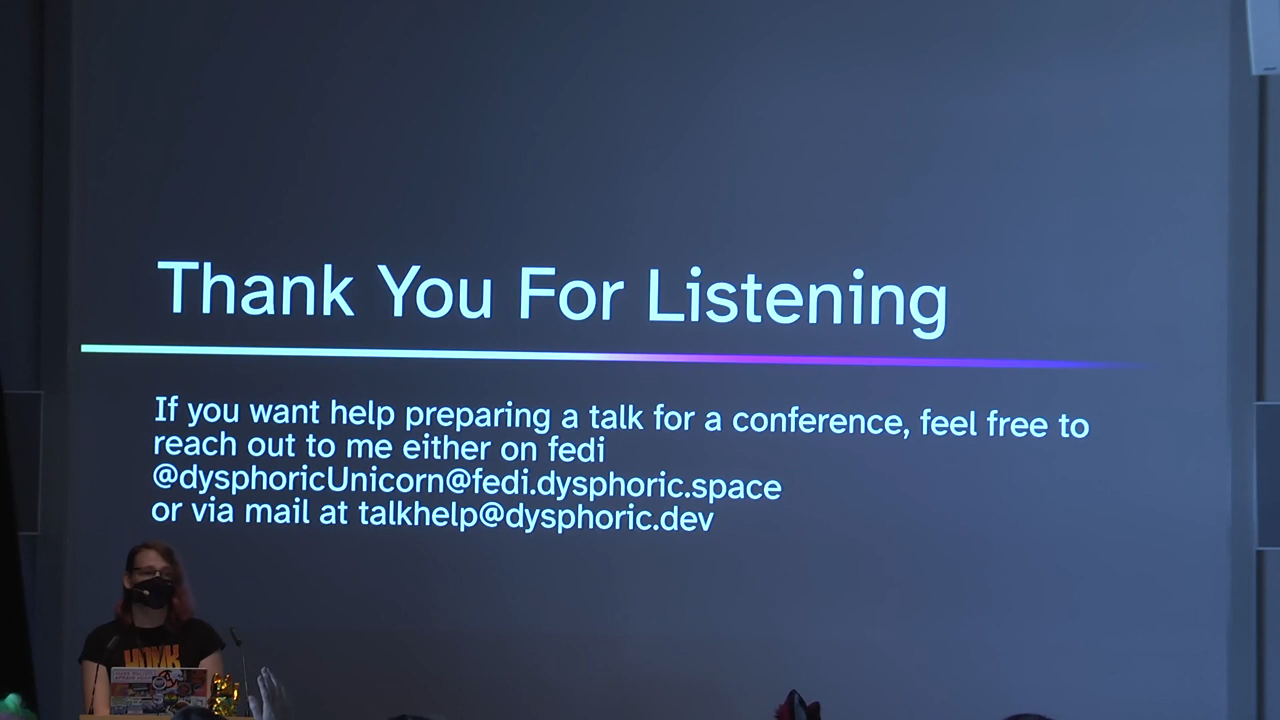 Thank You For Listening
If you want help preparing a talk for a conference, feel free to
reach out to me either on fedi
@dysphoricUnicorn@fedi.dysphoric.space
or via mail at talkhelp@dysphoric.dev
HONK